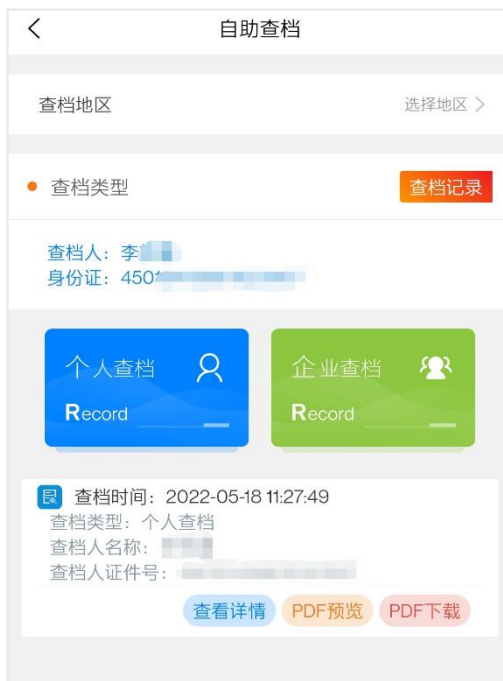 自助查档
查档地区 选择地区
查档类型 查档记录
查档人：李
身份证：450
个人查档
Record
企业查档
Record
查档时间：2022-05-18 11:27:49
查档类型：个人查档
查档人名称：
查档人证件号：
查看详情 PDF预览 PDF下载